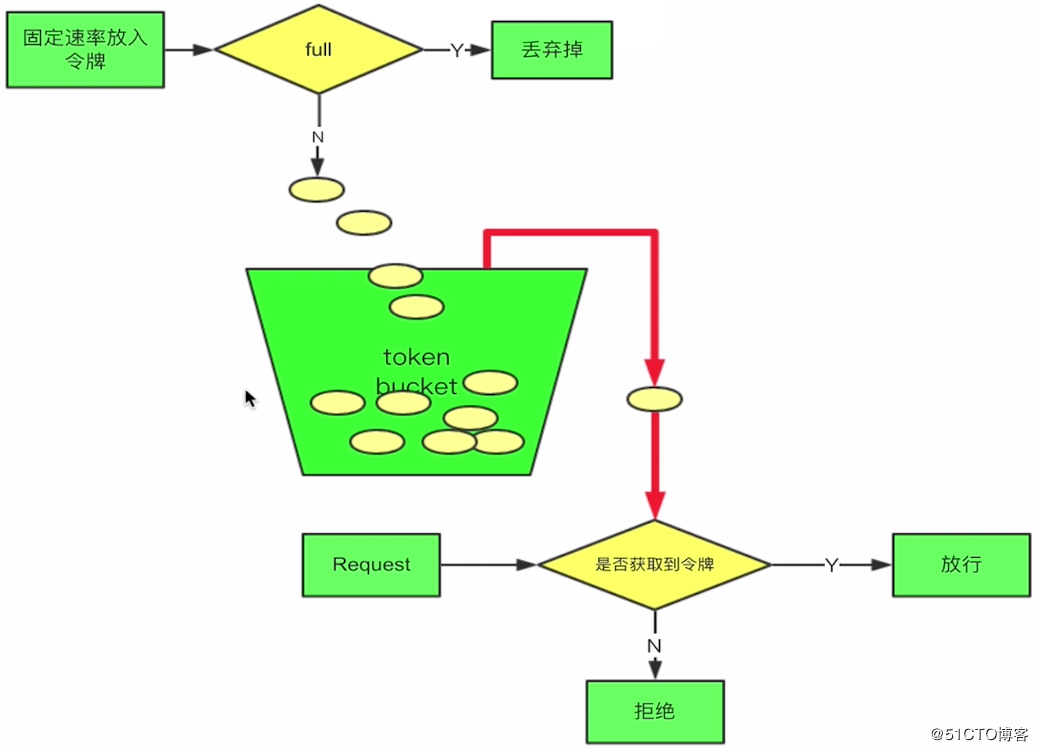 固定速率放入
令牌
full
Y
丢弃掉
N
token
bucket
Request
是否获取到令牌
Y
放行
N
拒绝
@51CTO博客